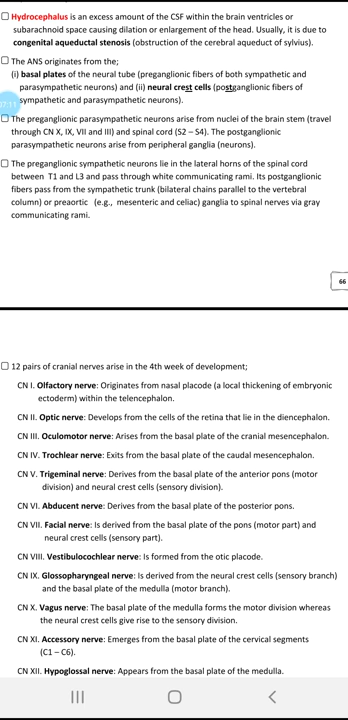 Hydrocephalus is an excess amount of the CSF within the brain ventricles or
subarachnoid space causing dilation or enlargement of the head. Usually, it is due to
congenital aqueductal stenosis (obstruction of the cerebral aqueduct of sylvius).
The ANS originates from the;
(i) basal plates of the neural tube (preganglionic fibers of both sympathetic and
parasympathetic neurons) and (ii) neural crest cells (postganglionic fibers of
sympathetic and parasympathetic neurons).
07:11
The preganglionic parasympathetic neurons arise from nuclei of the brain stem (travel
through CN X, IX, VII and III) and spinal cord (S2 – S4). The postganglionic
parasympathetic neurons arise from peripheral ganglia (neurons).
The preganglionic sympathetic neurons lie in the lateral horns of the spinal cord
between T1 and L3 and pass through white communicating rami. Its postganglionic
fibers pass from the sympathetic trunk (bilateral chains parallel to the vertebral
column) or preaortic (e.g., mesenteric and celiac) ganglia to spinal nerves via gray
communicating rami.
66
12 pairs of cranial nerves arise in the 4th week of development;
CN I. Olfactory nerve: Originates from nasal placode (a local thickening of embryonic
ectoderm) within the telencephalon.
CN II. Optic nerve: Develops from the cells of the retina that lie in the diencephalon.
CN III. Oculomotor nerve: Arises from the basal plate of the cranial mesencephalon.
CN IV. Trochlear nerve: Exits from the basal plate of the caudal mesencephalon.
CN V. Trigeminal nerve: Derives from the basal plate of the anterior pons (motor
division) and neural crest cells (sensory division).
CN VI. Abducent nerve: Derives from the basal plate of the posterior pons.
CN VII. Facial nerve: Is derived from the basal plate of the pons (motor part) and
neural crest cells (sensory part).
CN VIII. Vestibulocochlear nerve: Is formed from the otic placode.
CN IX. Glossopharyngeal nerve: Is derived from the neural crest cells (sensory branch)
and the basal plate of the medulla (motor branch).
CN X. Vagus nerve: The basal plate of the medulla forms the motor division whereas
the neural crest cells give rise to the sensory division.
CN XI. Accessory nerve: Emerges from the basal plate of the cervical segments
(C1 – C6).
CN XII. Hypoglossal nerve: Appears from the basal plate of the medulla.